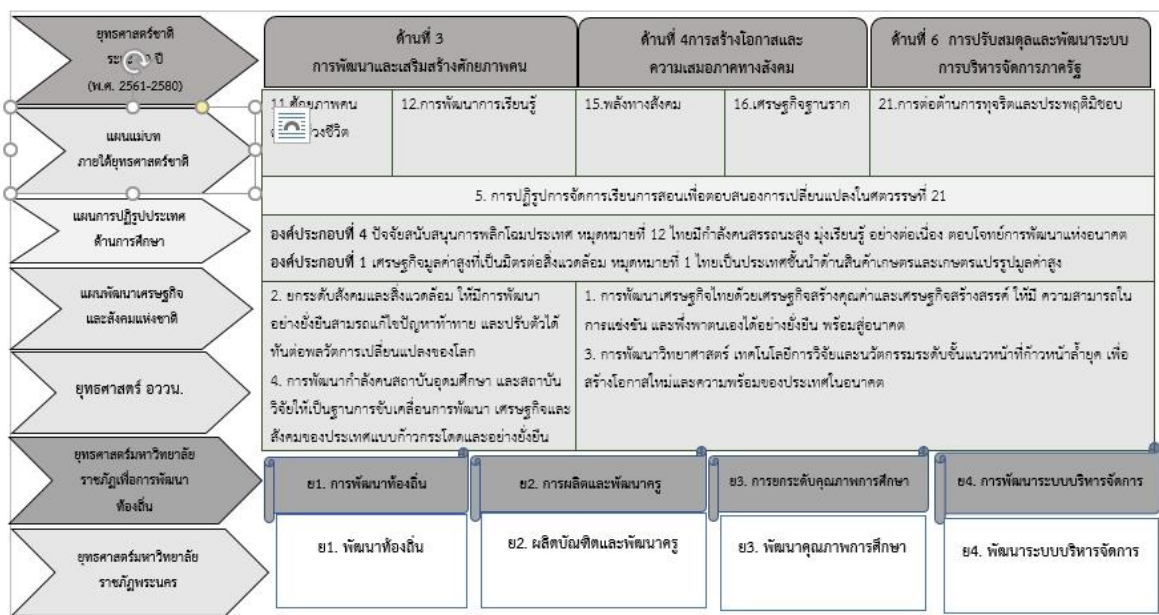 ยุทธศาสตร์ชาติ
ระยะ ปี
(พ.ศ. 2561-2580)
ด้านที่ 3
การพัฒนาและเสริมสร้างศักยภาพคน
ด้านที่ 4การสร้างโอกาสและ
ความเสมอภาคทางสังคม
ด้านที่ 6 การปรับสมดุลและพัฒนาระบบ
การบริหารจัดการภาครัฐ
แผนแม่บท
ภายใต้ยุทธศาสตร์ชาติ
11.ศักยภาพคน
วงชีวิต
12.การพัฒนาการเรียนรู้
15.พลังทางสังคม
16.เศรษฐกิจฐานราก
21.การต่อต้านการทุจริตและประพฤติมิชอบ
แผนการปฏิรูปประเทศ
ด้านการศึกษา
5. การปฏิรูปการจัดการเรียนการสอนเพื่อตอบสนองการเปลี่ยนแปลงในศตวรรษที่ 21
แผนพัฒนาเศรษฐกิจ
และสังคมแห่งชาติ
องค์ประกอบที่ 4 ปัจจัยสนับสนุนการพลิกโฉมประเทศ หมุดหมายที่ 12 ไทยมีกำลังคนสรรถนะสูง มุ่งเรียนรู้ อย่างต่อเนื่อง ตอบโจทย์การพัฒนาแห่งอนาคต
องค์ประกอบที่ 1 เศรษฐกิจมูลค่าสูงที่เป็นมิตรต่อสิ่งแวดล้อม หมุดหมายที่ 1 ไทยเป็นประเทศชั้นนำด้านสินค้าเกษตรและเกษตรแปรรูปมูลค่าสูง
ยุทธศาสตร์ อววน.
2. ยกระดับสังคมและสิ่งแวดล้อม ให้มีการพัฒนา
อย่างยั่งยืนสามรถแก้ไขปัญหาท้าทาย และปรับตัวได้
ทันต่อพลวัตการเปลี่ยนแปลงของโลก
4. การพัฒนากำลังคนสถาบันอุดมศึกษา และสถาบัน
วิจัยให้เป็นฐานการขับเคลื่อนการพัฒนา เศรษฐกิจและ
สังคมของประเทศแบบก้าวกระโดดและอย่างยั่งยืน
1. การพัฒนาเศรษฐกิจไทยด้วยเศรษฐกิจสร้างคุณค่าและเศรษฐกิจสร้างสรรค์ ให้มี ความสามารถใน
การแข่งขัน และพึ่งพาตนเองได้อย่างยั่งยืน พร้อมสู่อนาคต
3. การพัฒนาวิทยาศาสตร์ เทคโนโลยีการวิจัยและนวัตกรรมระดับขั้นแนวหน้าที่ก้าวหน้าล้ำยุค เพื่อ
สร้างโอกาสใหม่และความพร้อมของประเทศในอนาคต
ยุทธศาสตร์มหาวิทยาลัย
ราชภัฏเพื่อการพัฒนา
ท้องถิ่น
ย1. การพัฒนาท้องถิ่น
ย2. การผลิตและพัฒนาครู
ย3. การยกระดับคุณภาพการศึกษา
ย4. การพัฒนาระบบบริหารจัดการ
ยุทธศาสตร์มหาวิทยาลัย
ราชภัฏพระนคร
ย1. พัฒนาท้องถิ่น
ย2. ผลิตบัณฑิตและพัฒนาครู
ย3. พัฒนาคุณภาพการศึกษา
ย4. พัฒนาระบบบริหารจัดการ